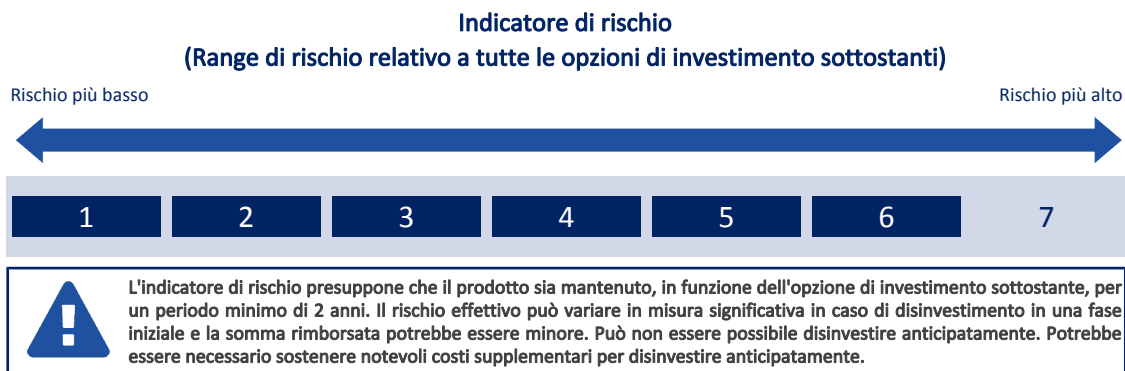 Indicatore di rischio
(Range di rischio relativo a tutte le opzioni di investimento sottostanti)
Rischio più basso
Rischio più alto
1 2 3 4 5 6 7
L'indicatore di rischio presuppone che il prodotto sia mantenuto, in funzione dell'opzione di investimento sottostante, per
un periodo minimo di 2 anni. Il rischio effettivo può variare in misura significativa in caso di disinvestimento in una fase
iniziale e la somma rimborsata potrebbe essere minore. Può non essere possibile disinvestire anticipatamente. Potrebbe
essere necessario sostenere notevoli costi supplementari per disinvestire anticipatamente.